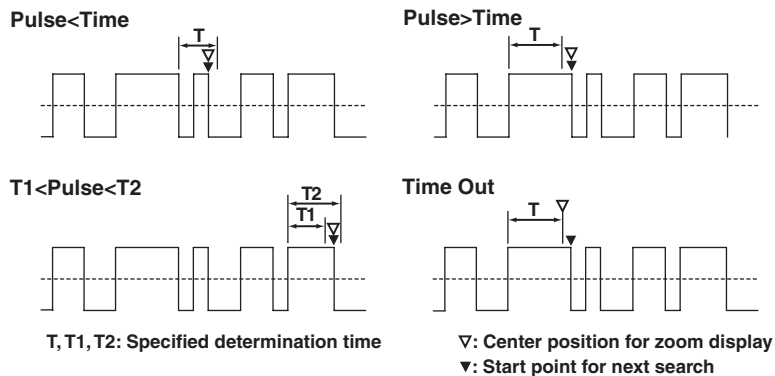 Pulse<Time
T
Pulse>Time
T
T1<Pulse<T2
T2
T1
Time Out
T
T, T1, T2: Specified determination time
▽: Center position for zoom display
▼: Start point for next search